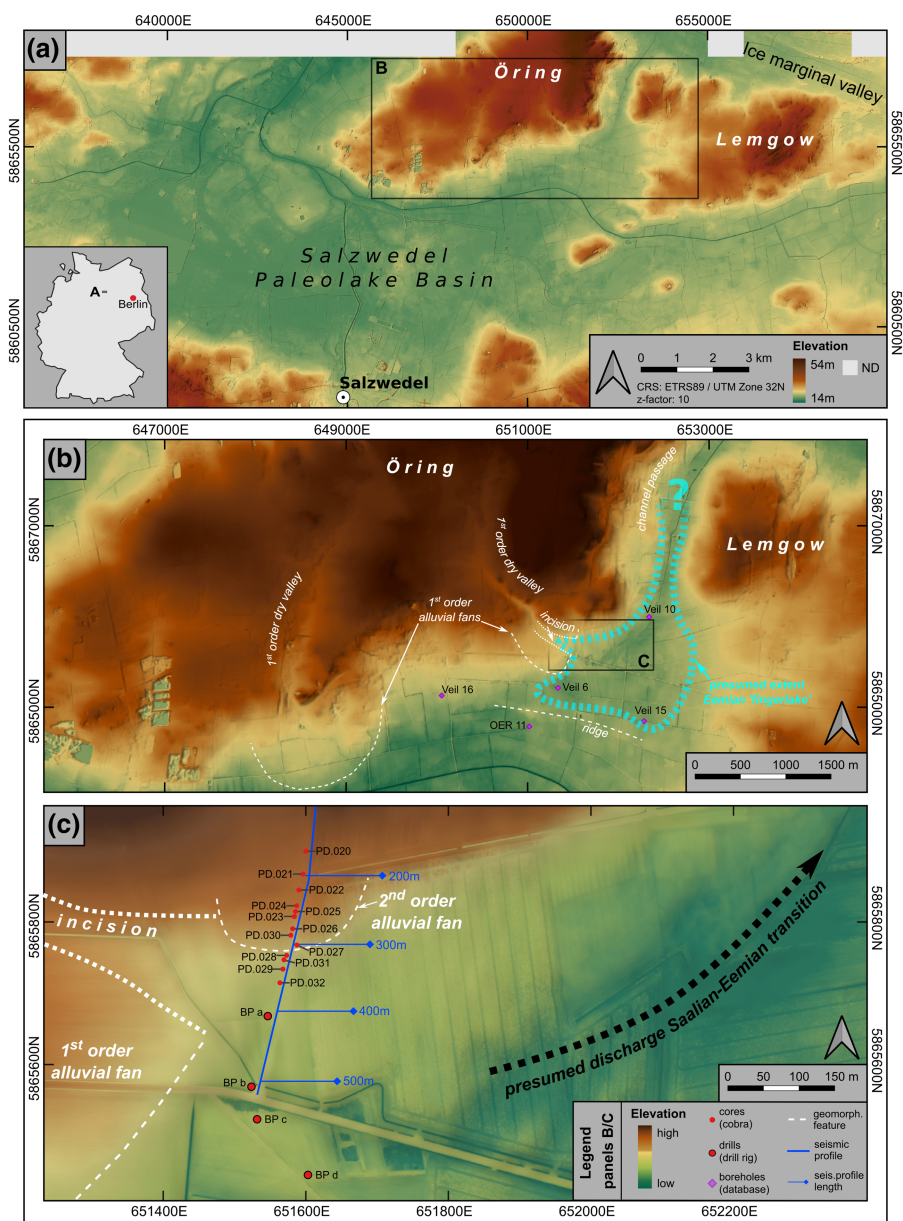 640000E 645000E 650000E 655000E
(a)
B
Öring
Ice marginal valley
Lemgow
5865500N
5865500N
Salzwedel
Paleolake Basin
A
Berlin
5860500N
5860500N
Salzwedel
0 1 2 3 km
CRS: ETRS89 / UTM Zone 32N
z-factor: 10
Elevation
54m
14m
ND
647000E 649000E 651000E 653000E
(b)
Öring
channel passage
?
5867000N
5867000N
Lemgow
1st order dry valley
1st order dry valley
1st order
alluvial fans
incision
Veil 10
C
presumed extent
Eemian 'Ringerlake'
Veil 16
Veil 6
Veil 15
OER 11
ridge
5865000N
5865000N
0 500 1000 1500 m
(c)
PD.020
PD.021
200m
PD.022
PD.024
PD.025
PD.023
PD.026
PD.030
PD.027
300m
PD.028
PD.031
PD.029
PD.032
2nd order
alluvial fan
incision
5865800N
5865800N
BP a
400m
1st order
alluvial fan
presumed discharge Saalian-Eemian transition
5865600N
5865600N
BP b
500m
BP c
BP d
0 50 100 150 m
Legend
panels B/C
Elevation
high
low
cores
(cobra)
drills
(drill rig)
boreholes
(database)
geomorph.
feature
seismic
profile
seis.profile
length
651400E 651600E 651800E 652000E 652200E